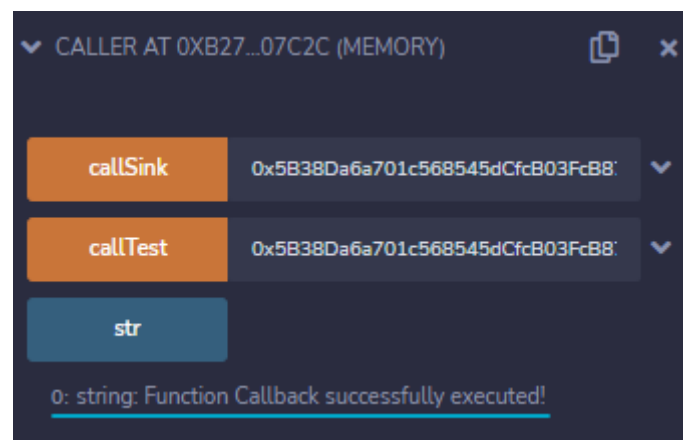 CALLER AT 0XB27...07C2C (MEMORY)
callSink 0x5B38Da6a701c568545dCfcB03FcB8
callTest 0x5B38Da6a701c568545dCfcB03FcB8
str
0: string: Function Callback successfully executed!